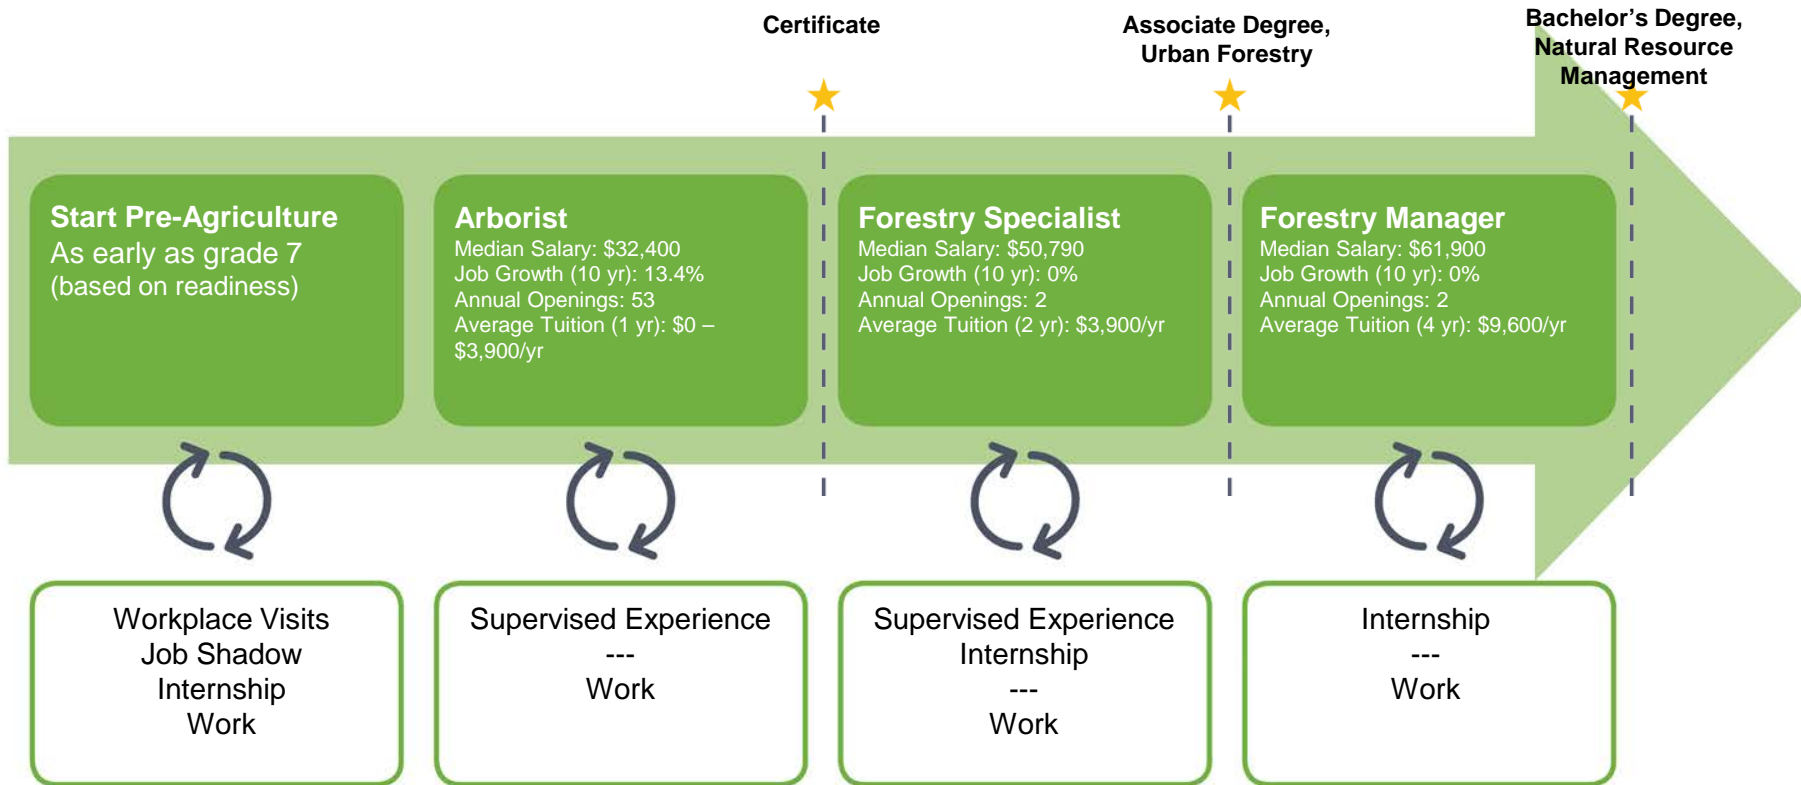 Certificate
Associate Degree,
Urban Forestry
Bachelor’s Degree,
Natural Resource
Management
Start Pre-Agriculture
As early as grade 7
(based on readiness)
Arborist
Median Salary: $32,400
Job Growth (10 yr): 13.4%
Annual Openings: 53
Average Tuition (1 yr): $0 –
$3,900/yr
Forestry Specialist
Median Salary: $50,790
Job Growth (10 yr): 0%
Annual Openings: 2
Average Tuition (2 yr): $3,900/yr
Forestry Manager
Median Salary: $61,900
Job Growth (10 yr): 0%
Annual Openings: 2
Average Tuition (4 yr): $9,600/yr
Workplace Visits
Job Shadow
Internship
Work
Supervised Experience
---
Work
Supervised Experience
Internship
---
Work
Internship
---
Work